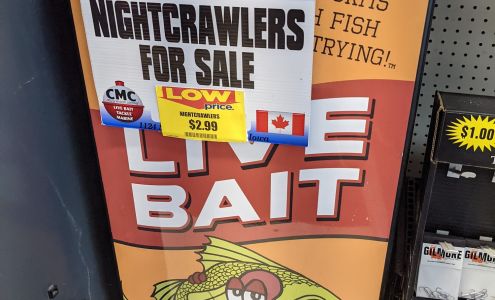 NIGHTCRAWLERS
FOR SALE
H FISH
TRYING!™
CMC
LIVE BAIT
TACKLE
MARINE
LOW
price.
NIGHTCRAWLERS
$2.99
LIVE
BAIT
$1.00
GILMORE
GILMORE